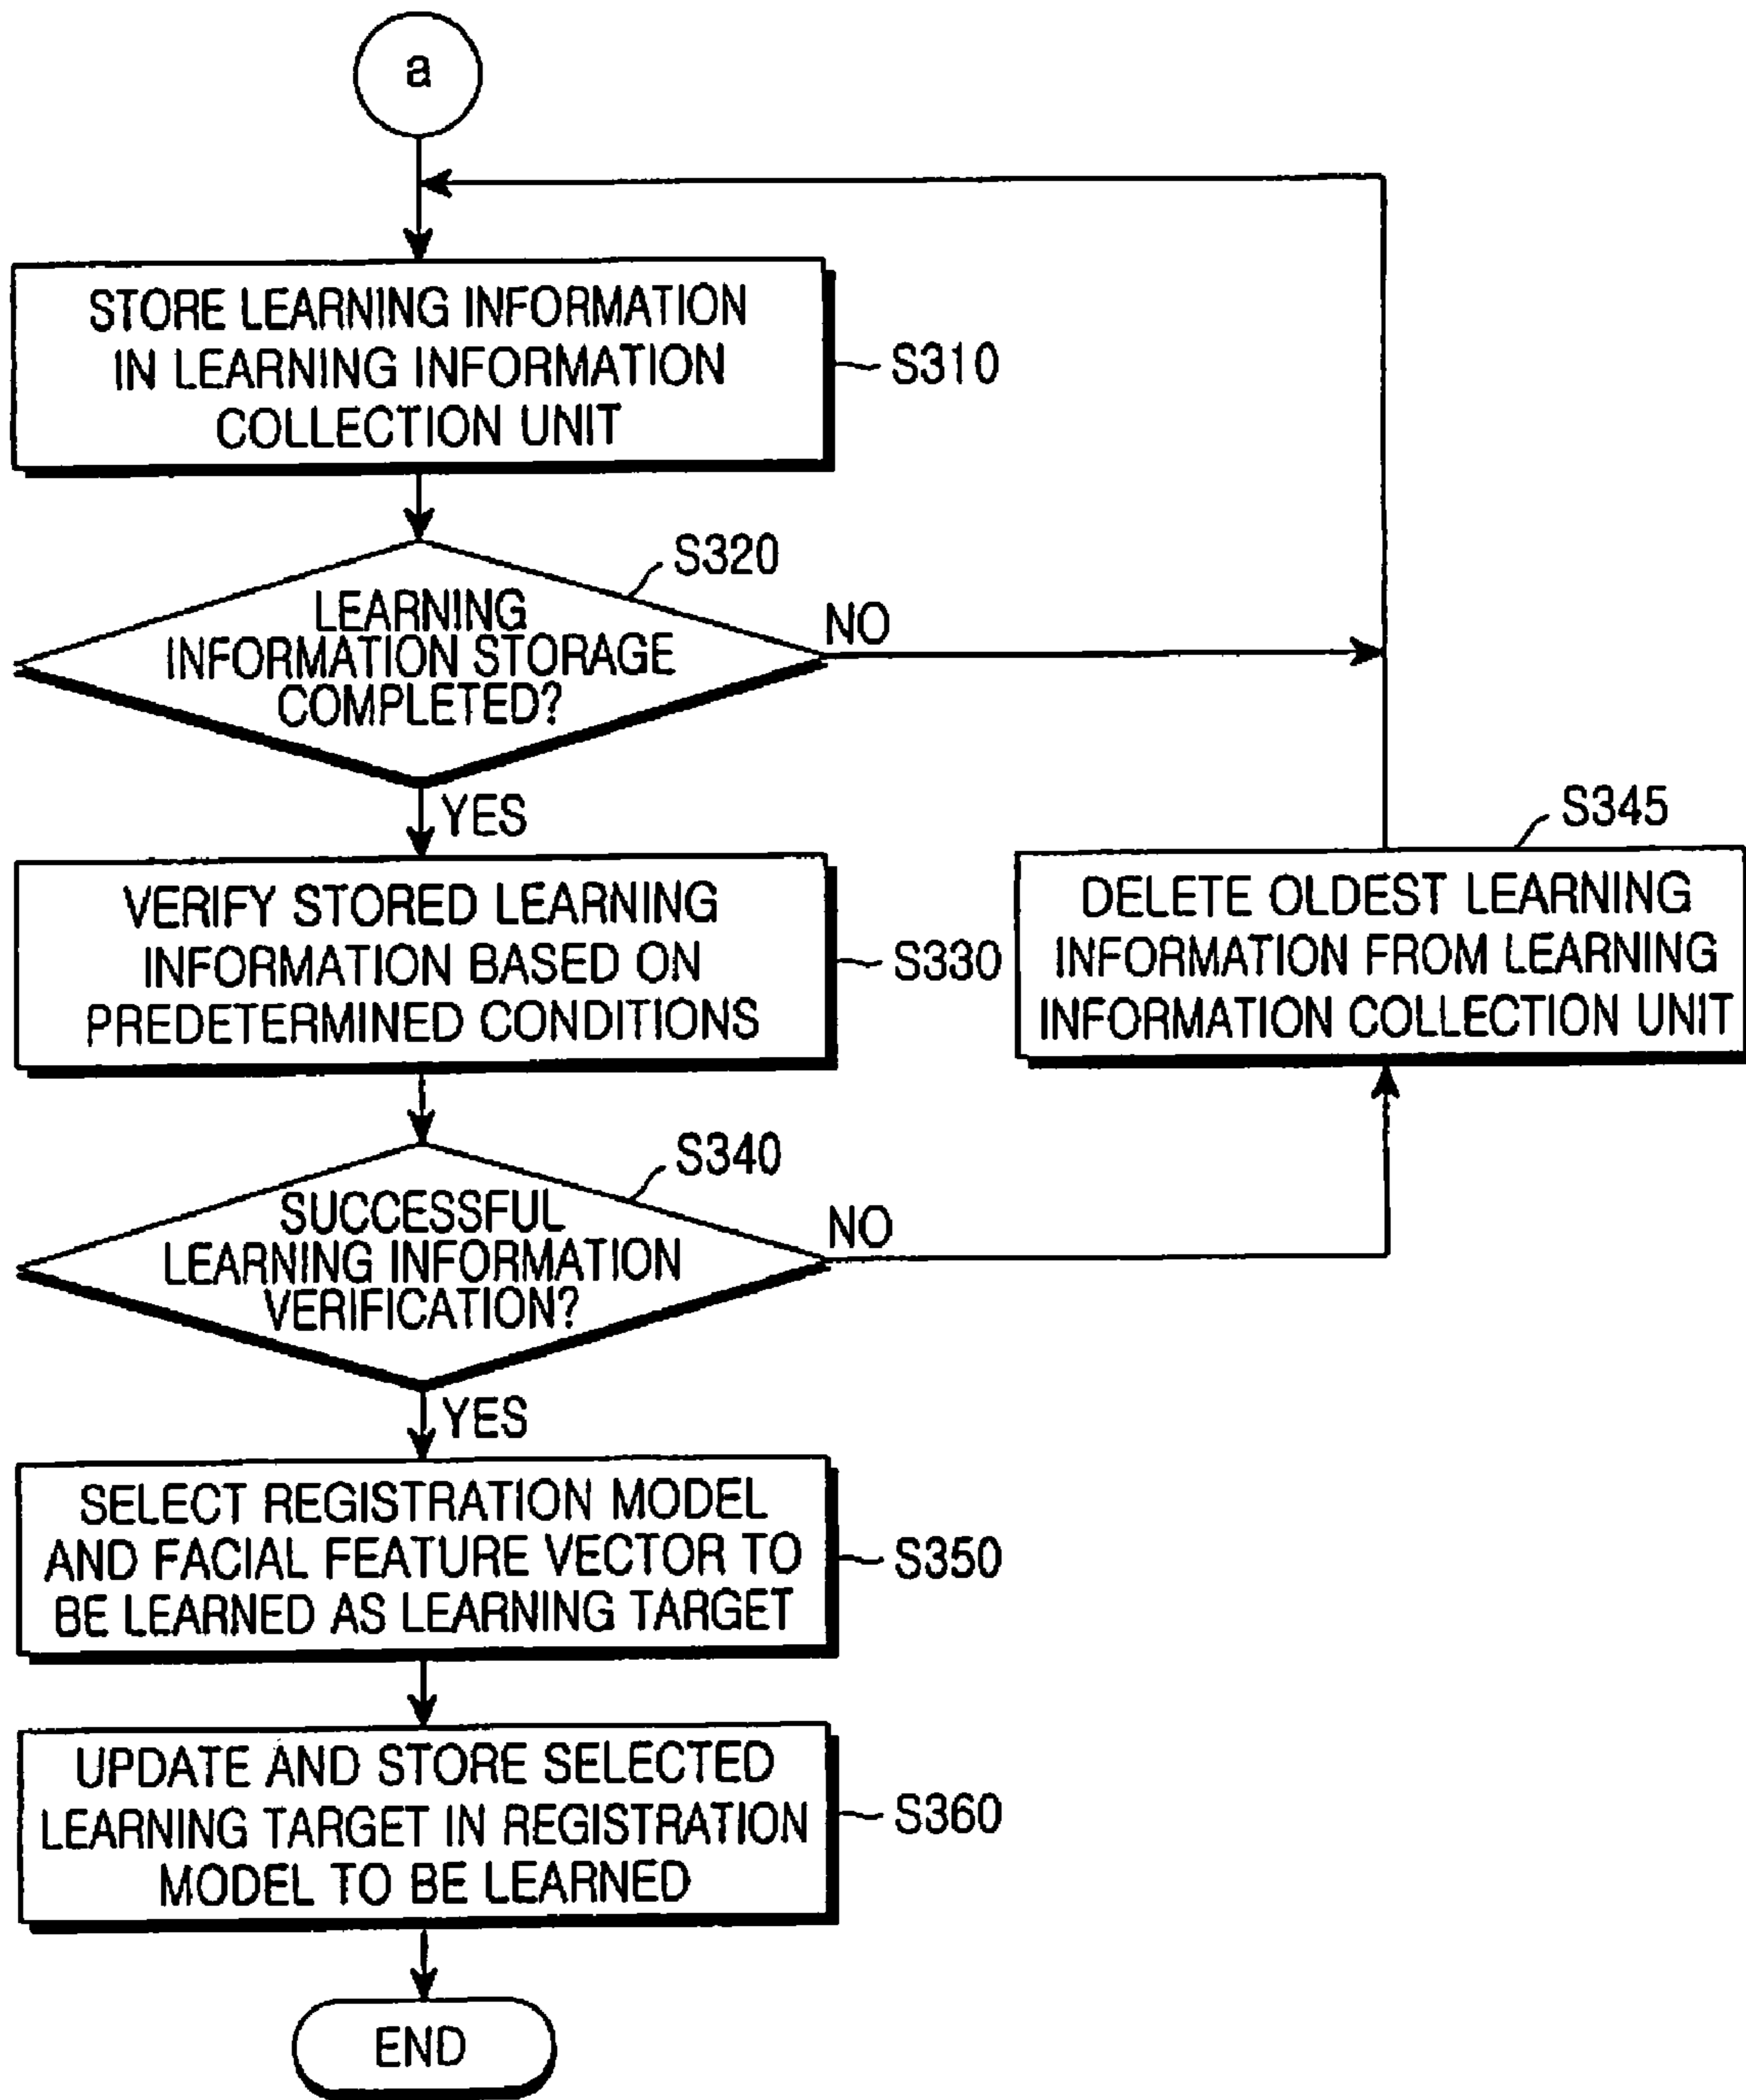 a
STORE LEARNING INFORMATION
IN LEARNING INFORMATION
COLLECTION UNIT
S310
S320
LEARNING
INFORMATION STORAGE
COMPLETED?
NO
YES
VERIFY STORED LEARNING
INFORMATION BASED ON
PREDETERMINED CONDITIONS
S330
S345
DELETE OLDEST LEARNING
INFORMATION FROM LEARNING
INFORMATION COLLECTION UNIT
S340
SUCCESSFUL
LEARNING INFORMATION
VERIFICATION?
NO
YES
SELECT REGISTRATION MODEL
AND FACIAL FEATURE VECTOR TO
BE LEARNED AS LEARNING TARGET
S350
UPDATE AND STORE SELECTED
LEARNING TARGET IN REGISTRATION
MODEL TO BE LEARNED
S360
END